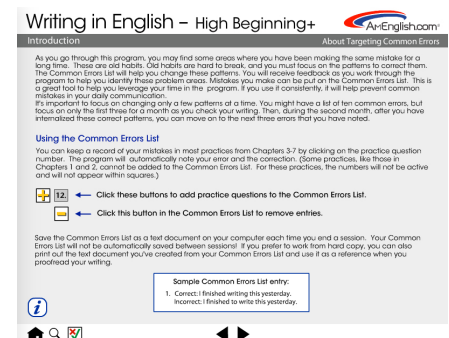 Writing in English – High Beginning+
AMEnglish.com®
Introduction
About Targeting Common Errors
As you go through this program, you may find some areas where you have been making the same mistake for a
long time. These are old habits. Old habits are hard to break, and you must focus on the patterns to correct them.
The Common Errors List will help you change these patterns. You will receive feedback as you work through the
program to help you identify these problem areas. Mistakes you make can be put on the Common Errors List. This is
a great tool to help you leverage your time in the program. If you use it consistently, it will help prevent common
mistakes in your daily communication.
It's important to focus on changing only a few patterns at a time. You might have a list of ten common errors, but
focus on only the first three for a month as you check your writing. Then, during the second month, after you have
internalized these correct patterns, you can move on to the next three errors that you have noted.
Using the Common Errors List
You can keep a record of your mistakes in most practices from Chapters 3-7 by clicking on the practice question
number. The program will automatically note your error and the correction. (Some practices, like those in
Chapters 1 and 2, cannot be added to the Common Errors List. For these practices, the numbers will not be active
and will not appear within squares.)
12. Click these buttons to add practice questions to the Common Errors List.
Click this button in the Common Errors List to remove entries.
Save the Common Errors List as a text document on your computer each time you end a session. Your Common
Errors List will not be automatically saved between sessions! If you prefer to work from hard copy, you can also
print out the text document you've created from your Common Errors List and use it as a reference when you
proofread your writing.
Sample Common Errors List entry:
1. Correct: I finished writing this yesterday.
Incorrect: I finished to write this yesterday.
i